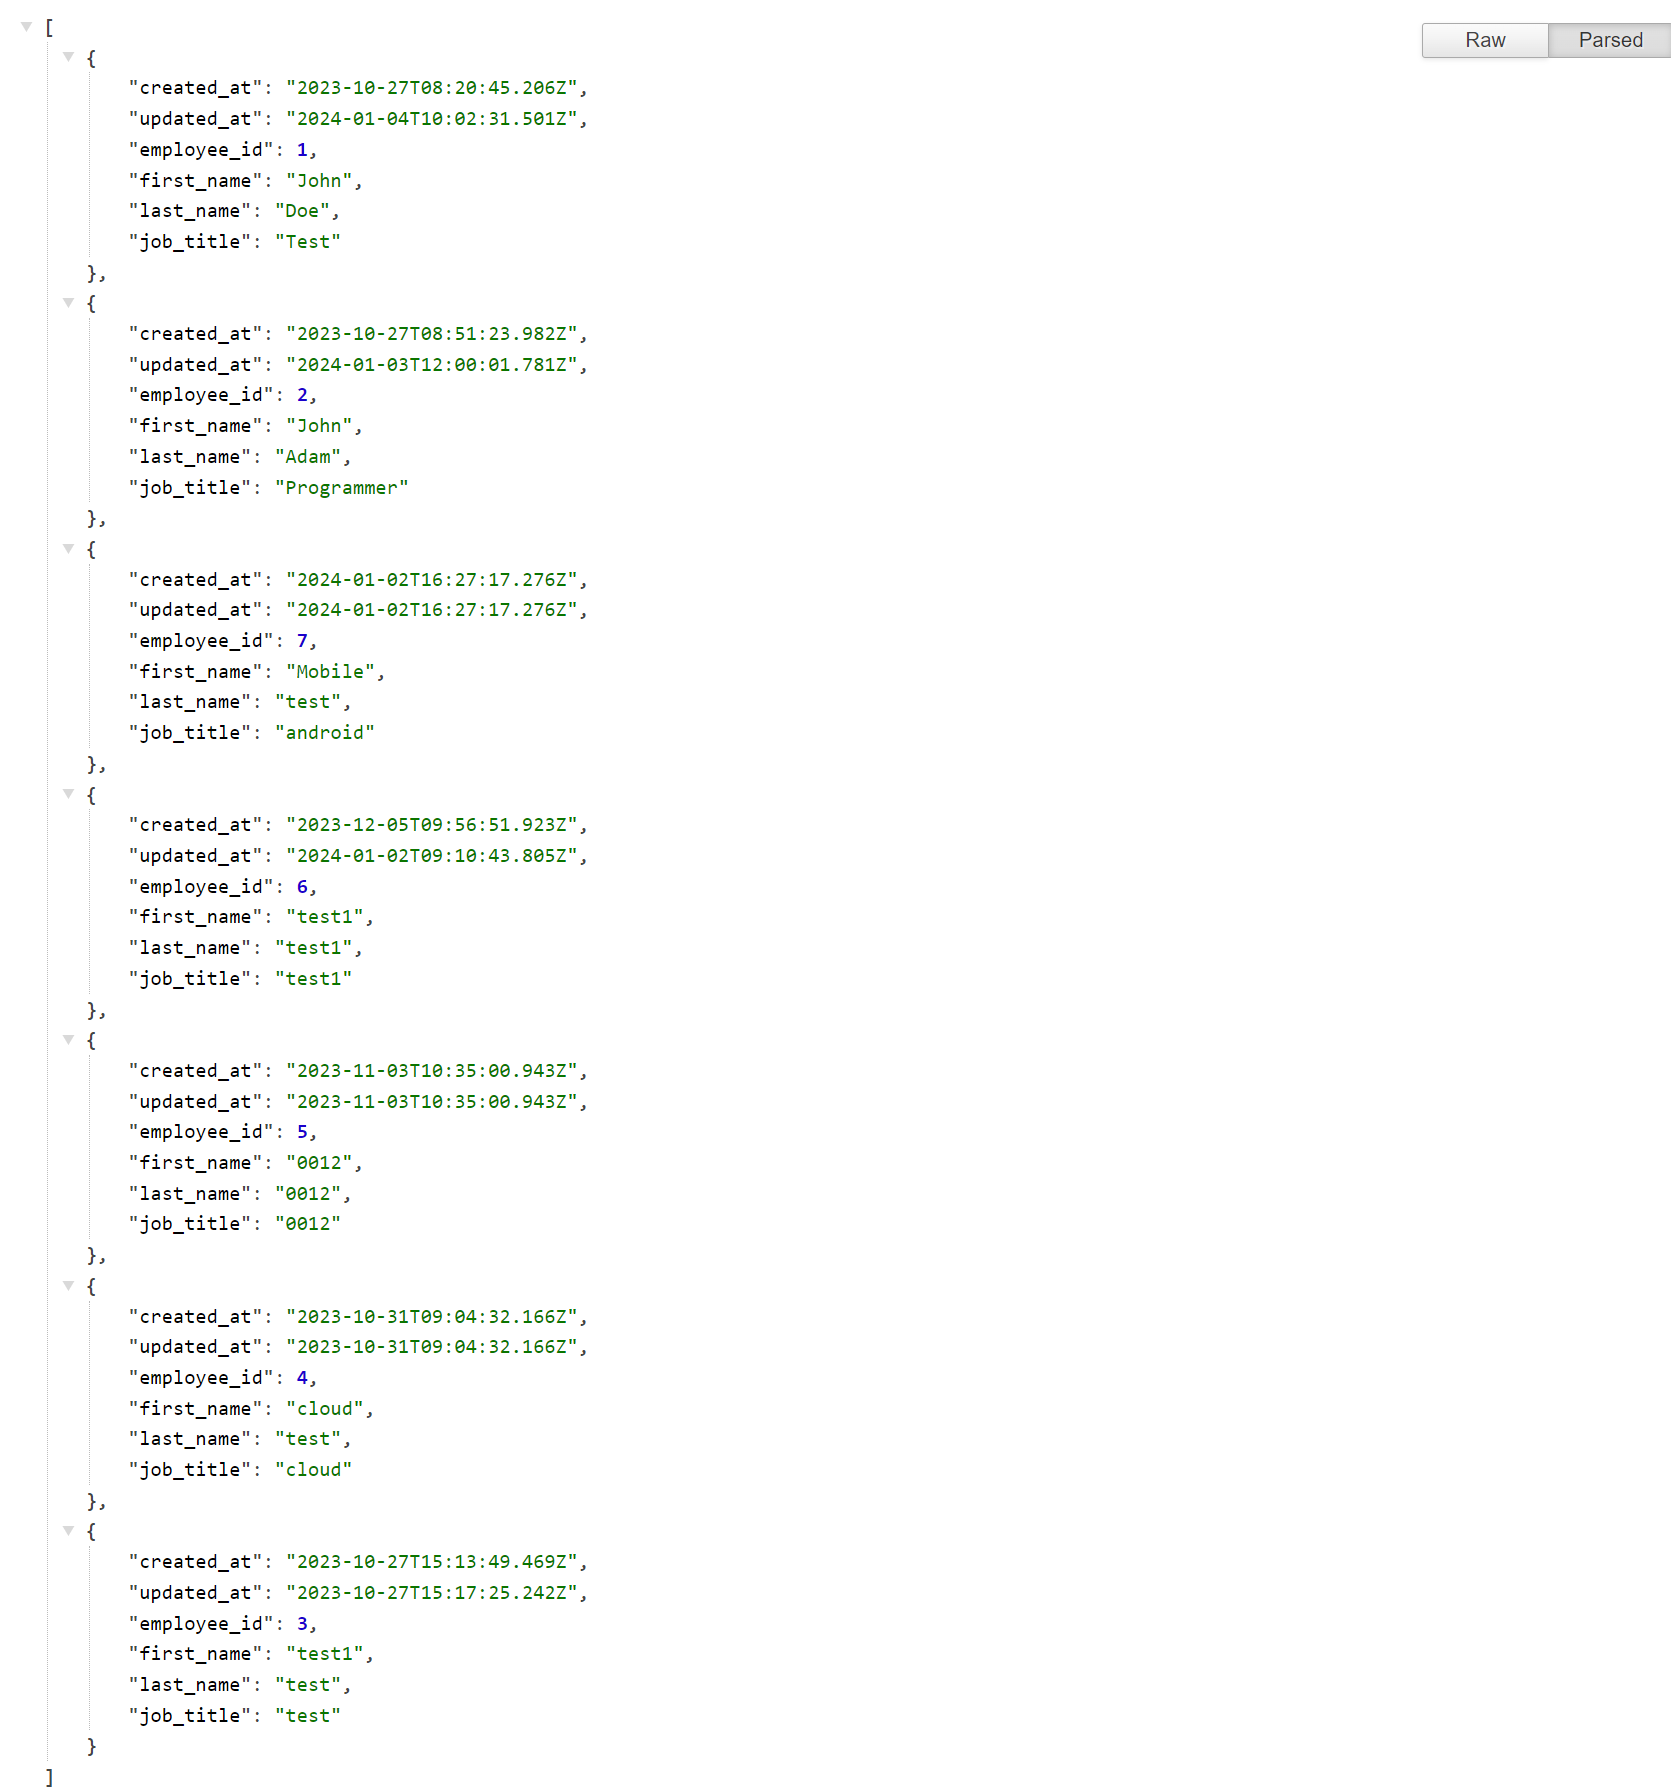 [
Raw Parsed
{
"created_at": "2023-10-27T08:20:45.206Z",
"updated_at": "2024-01-04T10:02:31.501Z",
"employee_id": 1,
"first_name": "John",
"last_name": "Doe",
"job_title": "Test"
},
{
"created_at": "2023-10-27T08:51:23.982Z",
"updated_at": "2024-01-03T12:00:01.781Z",
"employee_id": 2,
"first_name": "John",
"last_name": "Adam",
"job_title": "Programmer"
},
{
"created_at": "2024-01-02T16:27:17.276Z",
"updated_at": "2024-01-02T16:27:17.276Z",
"employee_id": 7,
"first_name": "Mobile",
"last_name": "test",
"job_title": "android"
},
{
"created_at": "2023-12-05T09:56:51.923Z",
"updated_at": "2024-01-02T09:10:43.805Z",
"employee_id": 6,
"first_name": "test1",
"last_name": "test1",
"job_title": "test1"
},
{
"created_at": "2023-11-03T10:35:00.943Z",
"updated_at": "2023-11-03T10:35:00.943Z",
"employee_id": 5,
"first_name": "0012",
"last_name": "0012",
"job_title": "0012"
},
{
"created_at": "2023-10-31T09:04:32.166Z",
"updated_at": "2023-10-31T09:04:32.166Z",
"employee_id": 4,
"first_name": "cloud",
"last_name": "test",
"job_title": "cloud"
},
{
"created_at": "2023-10-27T15:13:49.469Z",
"updated_at": "2023-10-27T15:17:25.242Z",
"employee_id": 3,
"first_name": "test1",
"last_name": "test",
"job_title": "test"
}
]